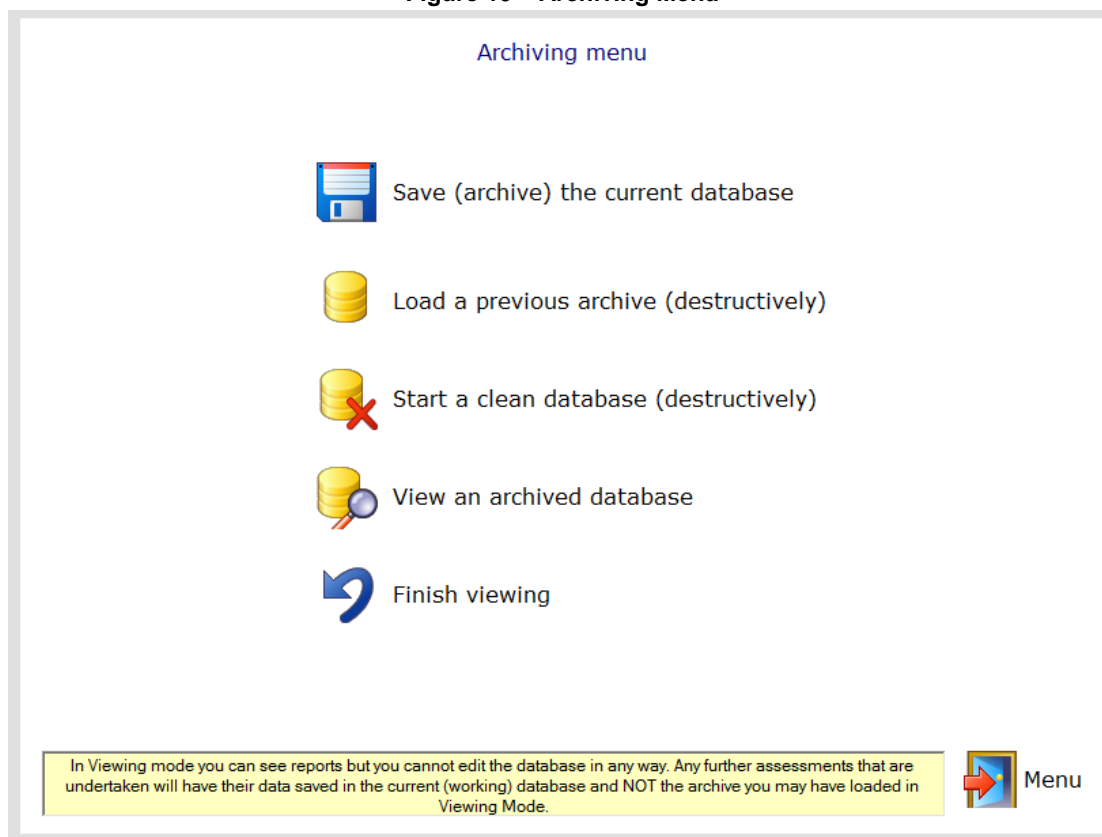 Archiving menu
Save (archive) the current database
Load a previous archive (destructively)
Start a clean database (destructively)
View an archived database
Finish viewing
In Viewing mode you can see reports but you cannot edit the database in any way. Any further assessments that are
undertaken will have their data saved in the current (working) database and NOT the archive you may have loaded in
Viewing Mode.
Menu